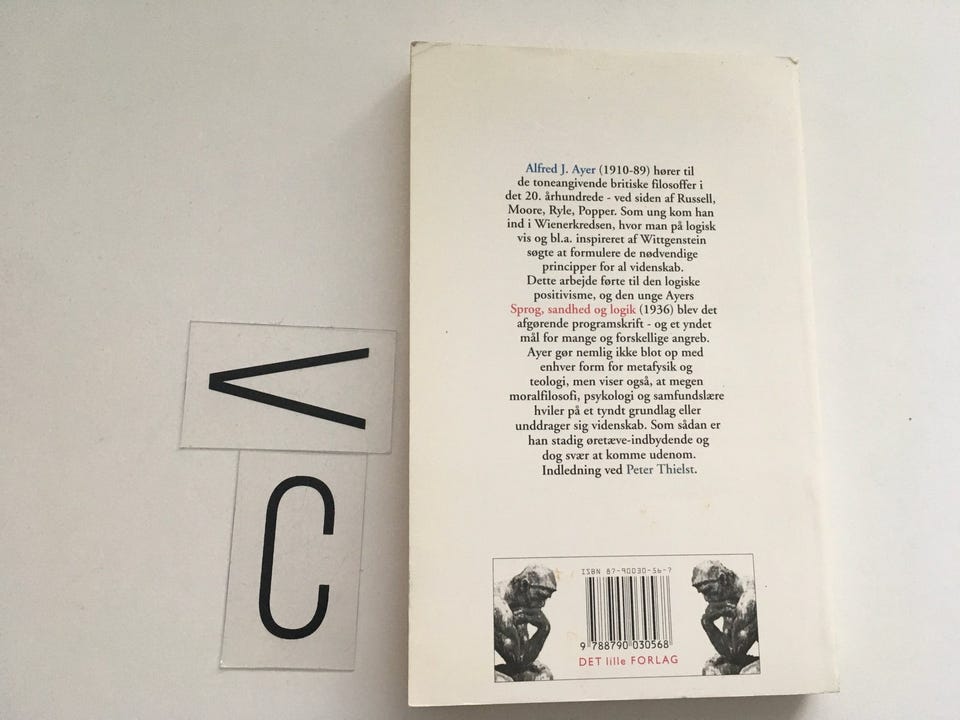 Alfred J. Ayer (1910-89) hører til
de toneangivende britiske filosoffer i
det 20. århundrede - ved siden af Russell,
Moore, Ryle, Popper. Som ung kom han
ind i Wienerkredsen, hvor man på logisk
vis og bl.a. inspireret af Wittgenstein
søgte at formulere de nødvendige
principper for al videnskab.
Dette arbejde førte til den logiske
positivisme, og den unge Ayers
Sprog, sandhed og logik (1936) blev det
afgørende programskrift - og et yndet
mål for mange og forskellige angreb.
Ayer gør nemlig ikke blot op med
enhver form for metafysik og
teologi, men viser også, at megen
moralfilosofi, psykologi og samfundslære
hviler på et tyndt grundlag eller
unddrager sig videnskab. Som sådan er
han stadig øretæve-indbydende og
dog svær at komme udenom.
Indledning ved Peter Thielst.
ISBN 87-90030-56-7
9 788790 030568
DET lille FORLAG
V
C